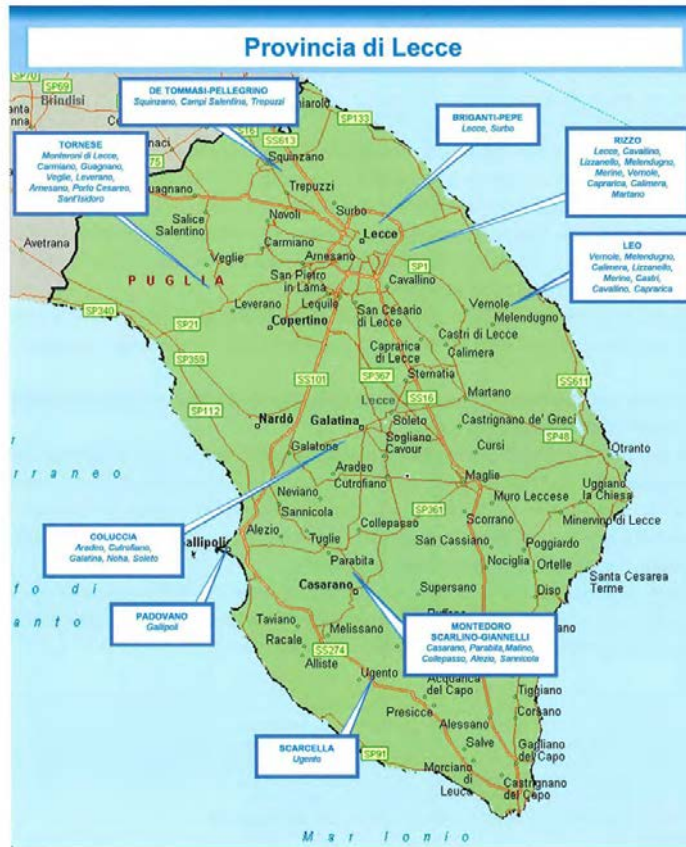 Provincia di Lecce
SP70
SP69
Brindisi
DE TOMMASI-PELLEGRINO
Squinzano, Campi Salentina, Trepuzzi
SP133
SS613
BRIGANTI-PEPE
Lecce, Surbo
TORNESE
Monteroni di Lecce,
Carmiano, Guagnano,
Veglie, Leverano,
Arnesano, Porto Cesareo,
Sant'Isidoro
RIZZO
Lecce, Cavallino,
Lizzanello, Melendugno,
Merine, Vernole,
Caprarica, Calimera,
Martano
Squinzano
Trepuzzi
Surbo
Salice
Salentino
Novoli
Lecce
Avetrana
Carmiano
Veglie
Arnesano
SP1
LEO
Vernole, Melendugno,
Calimera, Lizzanello,
Merine, Castri,
Cavallino, Caprarica
PUGLIA
San Pietro
in Lama
Cavallino
Leverano
Lequile
San Cesario
di Lecce
Vernole
Melendugno
SP340
SP21
Copertino
Castri di Lecce
Caprarica
di Lecce
Calimera
SP359
SP367
Sternatia
SS101
Lecce
SS16
Martano
SS611
SP112
Nardò
Galatina
Soleto
Castrignano de' Greci
SP48
Galatone
Sogliano
Cavour
Cursi
Otranto
Aradeo
Cutrofiano
Maglie
Uggiano
la Chiesa
Neviano
Muro Leccese
Sannicola
SP361
Scorrano
Minervino di Lecce
COLUCCIA
Aradeo, Cutrofiano,
Galatina, Noha, Soleto
Alezio
Tuglie
Collepasso
San Cassiano
Nociglia
Poggiardo
Parabita
Ortelle
PADOVANO
Gallipoli
Casarano
Supersano
Diso
Santa Cesarea
Terme
Taviano
Melissano
MONTEDORO
SCARLINO-GIANNELLI
Casarano, Parabita,Matino,
Collepasso, Alezio, Sannicola
Racale
SS274
Alliste
Ugento
Acquarica
del Capo
Tiggiano
Presicce
Corsano
Alessano
SCARCELLA
Ugento
SP91
Salve
Gagliano
del Capo
Morciano
di
Leuca
Castrignano
del Capo
Mar Ionio